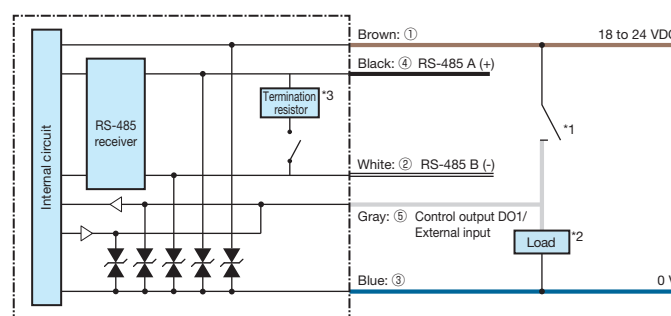 Brown: ① 18 to 24 VDC
Black: ④ RS-485 A (+)
Termination
resistor
*3
RS-485
receiver
Internal circuit
*1
White: ② RS-485 B (-)
Gray: ⑤ Control output DO1/
External input
Load
*2
Blue: ③ 0 V